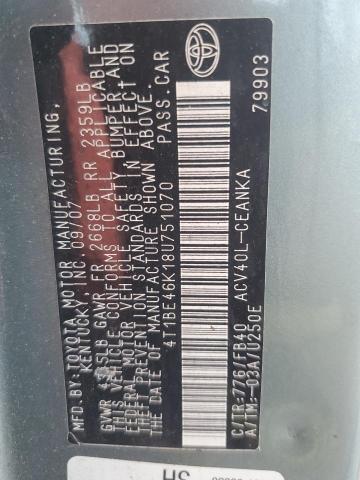 MFD.BY:TOYOTA MOTOR MANUFACTURING,
KENTUCKY, INC. 09/07
GVWR 4545LB GAWR FR 2668LB RR 2359LB
THIS VEHICLE CONFORMS TO ALL APPLICABLE
FEDERAL MOTOR VEHICLE SAFETY, BUMPER, AND
THEFT PREVENTION STANDARDS IN EFFECT ON
THE DATE OF MANUFACTURE SHOWN ABOVE.
4T1BE46K18U751070 PASS.CAR
C/TR:776/FB40 ACV40L-CEANKA
A/TM:-03A/U250E 79903
TOYOTA
HS